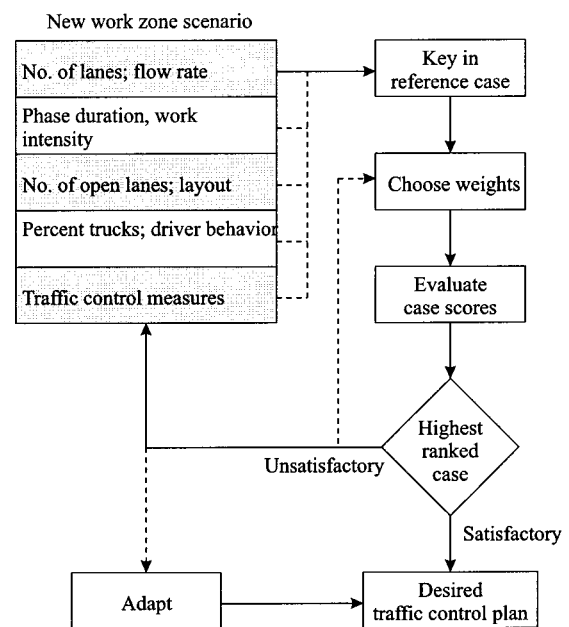 New work zone scenario
No. of lanes; flow rate
Phase duration, work
intensity
No. of open lanes; layout
Percent trucks; driver behavior
Traffic control measures
Key in
reference case
Choose weights
Evaluate
case scores
Highest
ranked
case
Unsatisfactory
Satisfactory
Adapt
Desired
traffic control plan